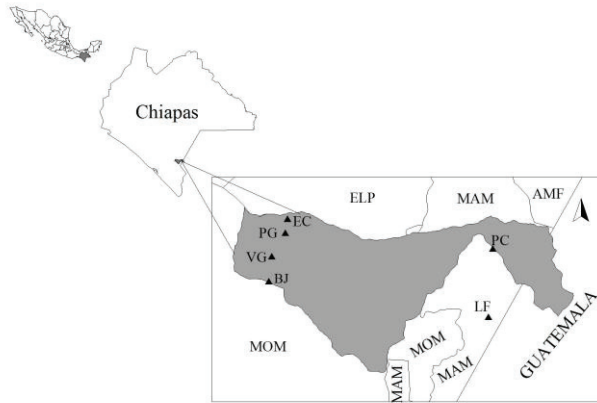 Chiapas
ELP
MAM
AMF
EC
PG
PC
VG
BJ
LF
MOM
MOM
MAM
MAM
GUATEMALA